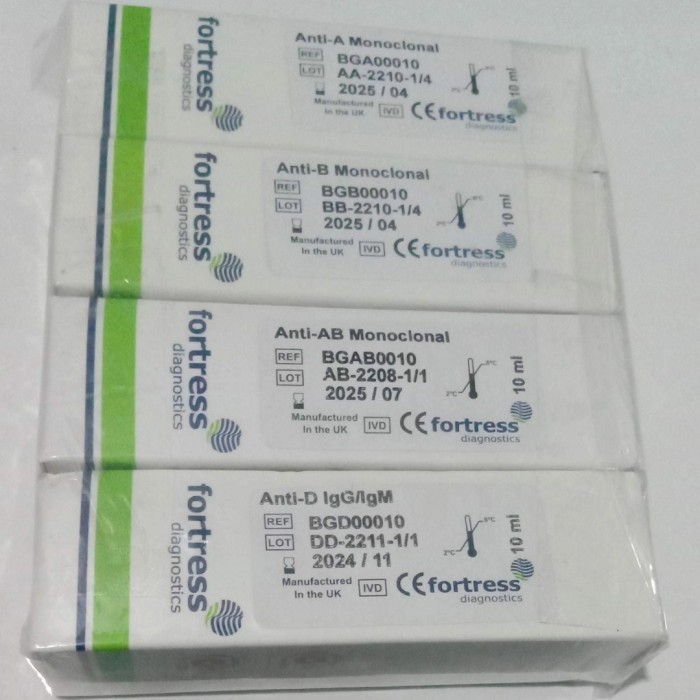 fortress
diagnostics
Anti-A Monoclonal
REF BGA00010
LOT AA-2210-1/4
2025 / 04
Manufactured
In the UK IVD CE fortress
diagnostics
10 ml
fortress
diagnostics
Anti-B Monoclonal
REF BGB00010
LOT BB-2210-1/4
2025 / 04
Manufactured
In the UK IVD CE fortress
diagnostics
10 ml
fortress
diagnostics
Anti-AB Monoclonal
REF BGAB0010
LOT AB-2208-1/1
2025 / 07
Manufactured
In the UK IVD CE fortress
diagnostics
2°C
10 ml
fortress
diagnostics
Anti-D IgG/IgM
REF BGD00010
LOT DD-2211-1/1
2024 / 11
Manufactured
In the UK IVD CE fortress
diagnostics
2°C
10 ml